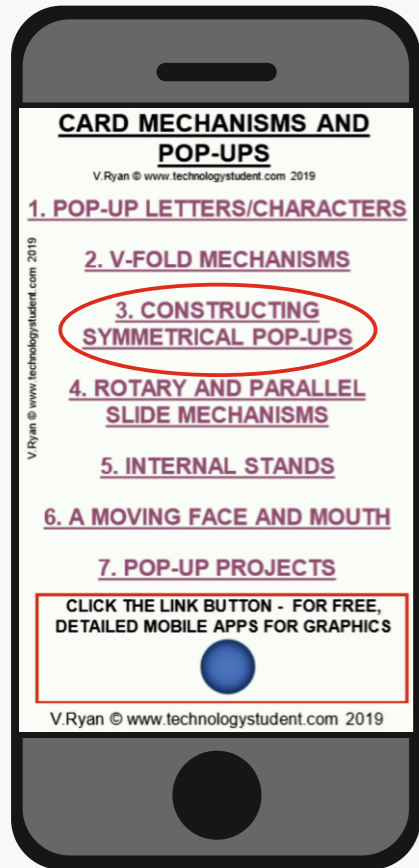 CARD MECHANISMS AND
POP-UPS
V.Ryan © www.technologystudent.com 2019
1. POP-UP LETTERS/CHARACTERS
V.Ryan © www.technologystudent.com 2019
2. V-FOLD MECHANISMS
3. CONSTRUCTING
SYMMETRICAL POP-UPS
4. ROTARY AND PARALLEL
SLIDE MECHANISMS
5. INTERNAL STANDS
6. A MOVING FACE AND MOUTH
7. POP-UP PROJECTS
CLICK THE LINK BUTTON - FOR FREE,
DETAILED MOBILE APPS FOR GRAPHICS
V.Ryan © www.technologystudent.com 2019